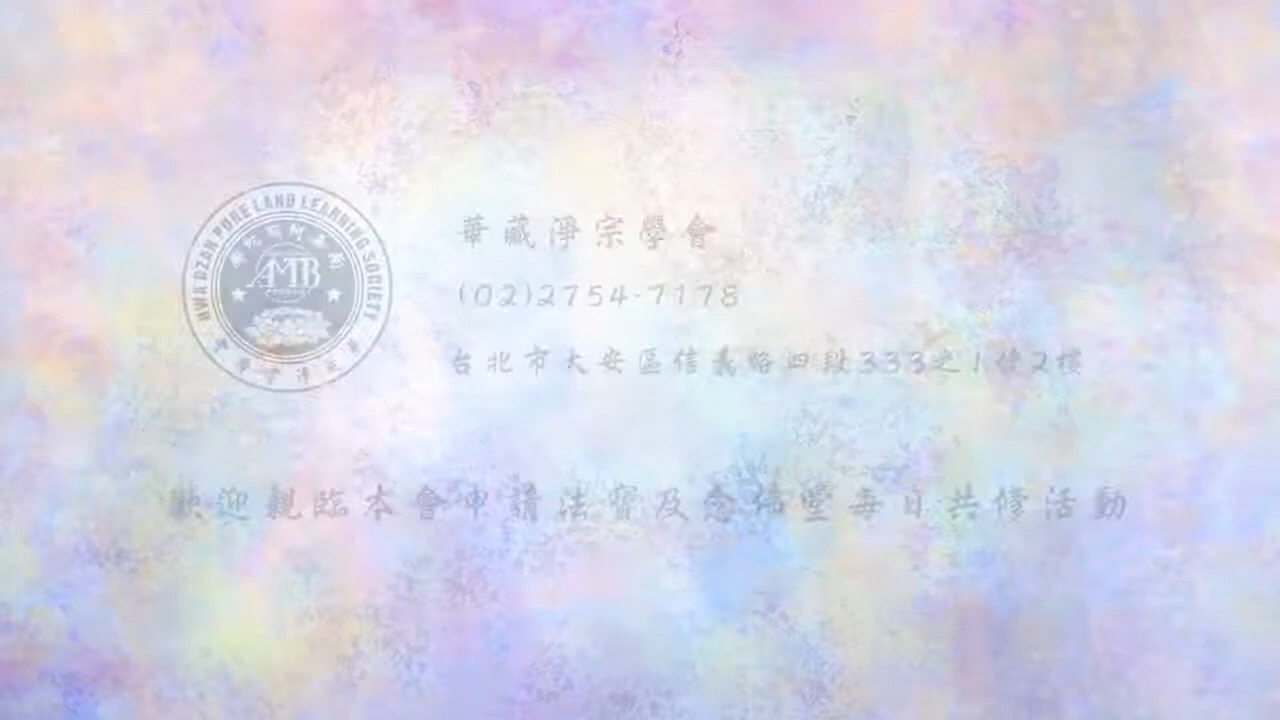 HWA DZAN PURE LAND LEARNING SOCIETY
AMTB
華藏淨宗學會
(02)2754-7178
台北市大安區信義路四段333之1號2樓
歡迎親臨本會申請法寶及念佛堂每日共修活動